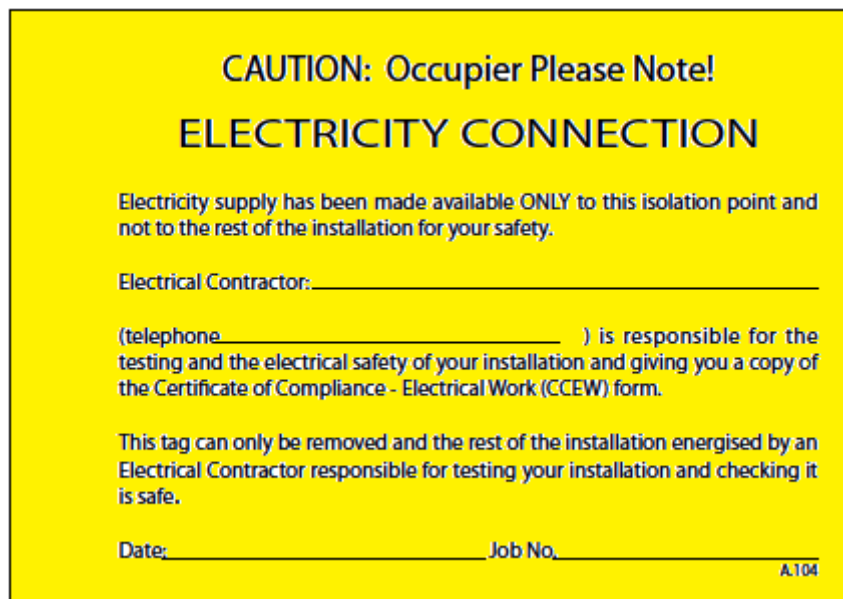 CAUTION: Occupier Please Note!
ELECTRICITY CONNECTION
Electricity supply has been made available ONLY to this isolation point and
not to the rest of the installation for your safety.
Electrical Contractor:
(telephone ) is responsible for the
testing and the electrical safety of your installation and giving you a copy of
the Certificate of Compliance - Electrical Work (CCEW) form.
This tag can only be removed and the rest of the installation energised by an
Electrical Contractor responsible for testing your installation and checking it
is safe.
Date: Job No.
A.104